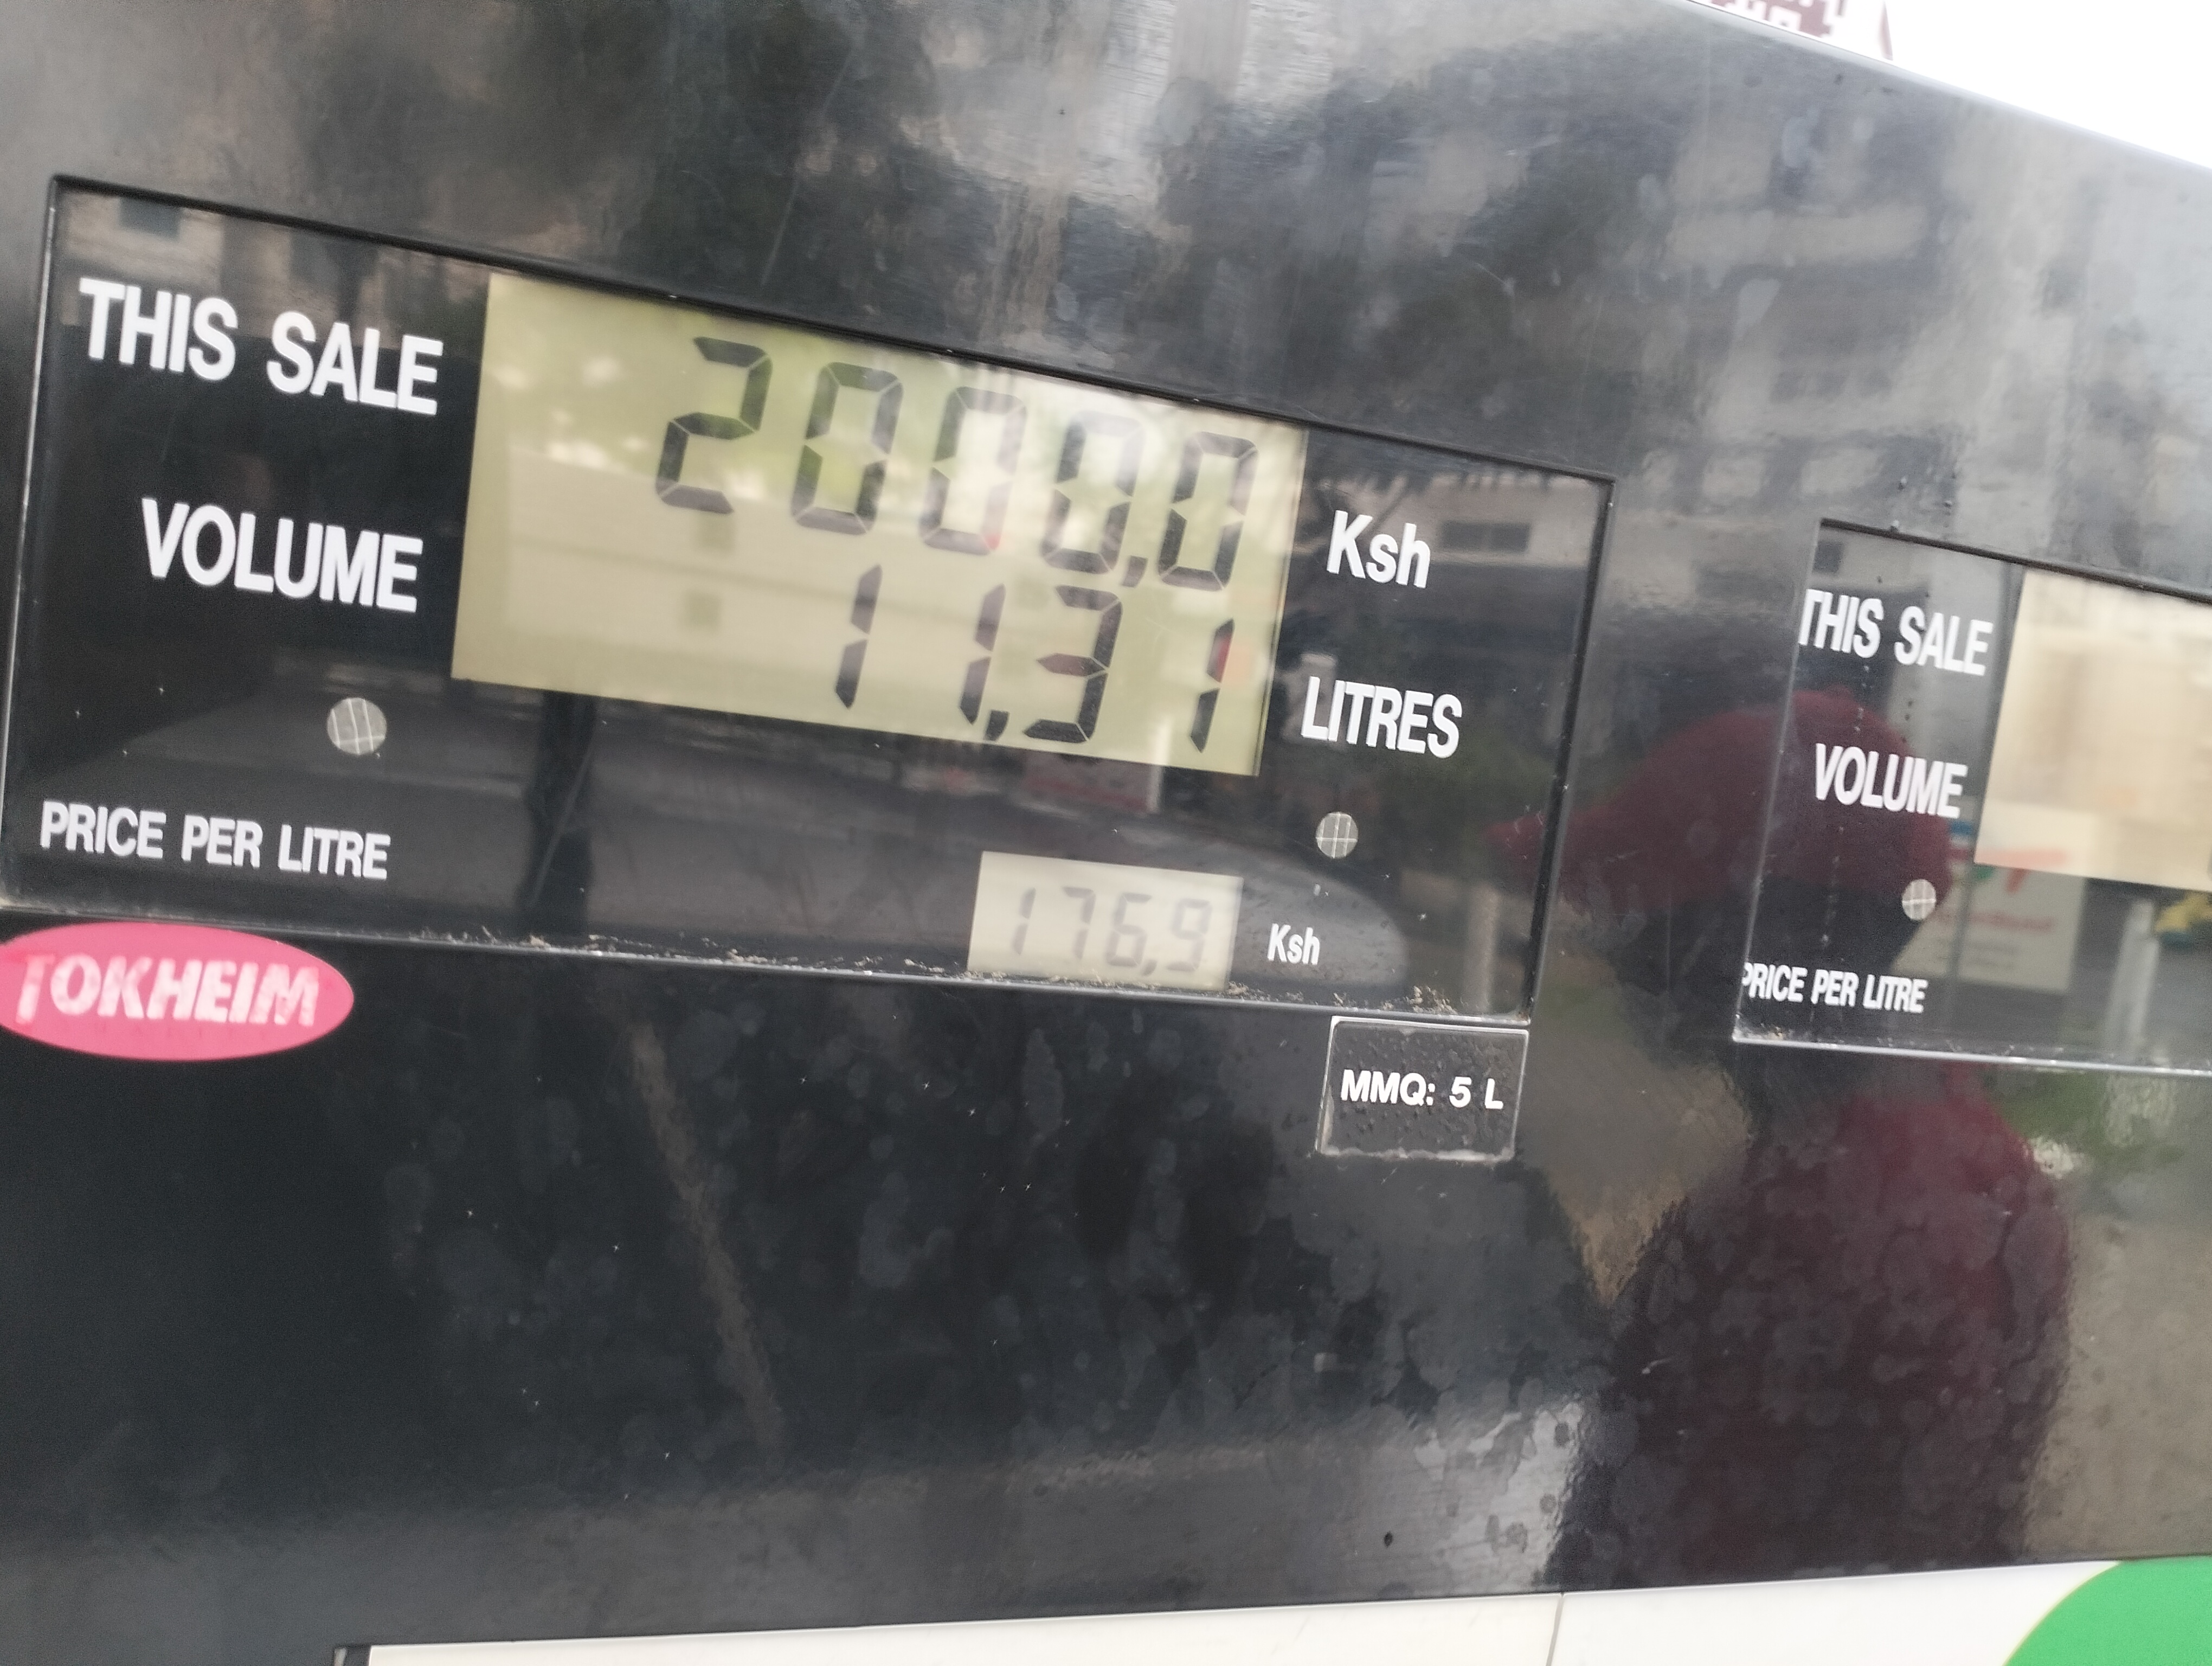 THIS SALE 2000,0 Ksh
VOLUME 11,31 LITRES
PRICE PER LITRE 176,9 Ksh
TOKHEIM
MMQ: 5 L
THIS SALE
VOLUME
PRICE PER LITRE